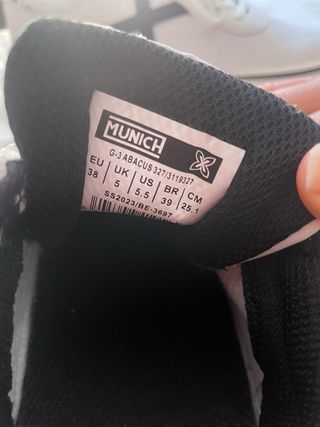 MUNICH
G-3 ABACUS 327/3119327
EU UK US BR CM
38 5 5.5 39 25.1
SS2023/BE-3697